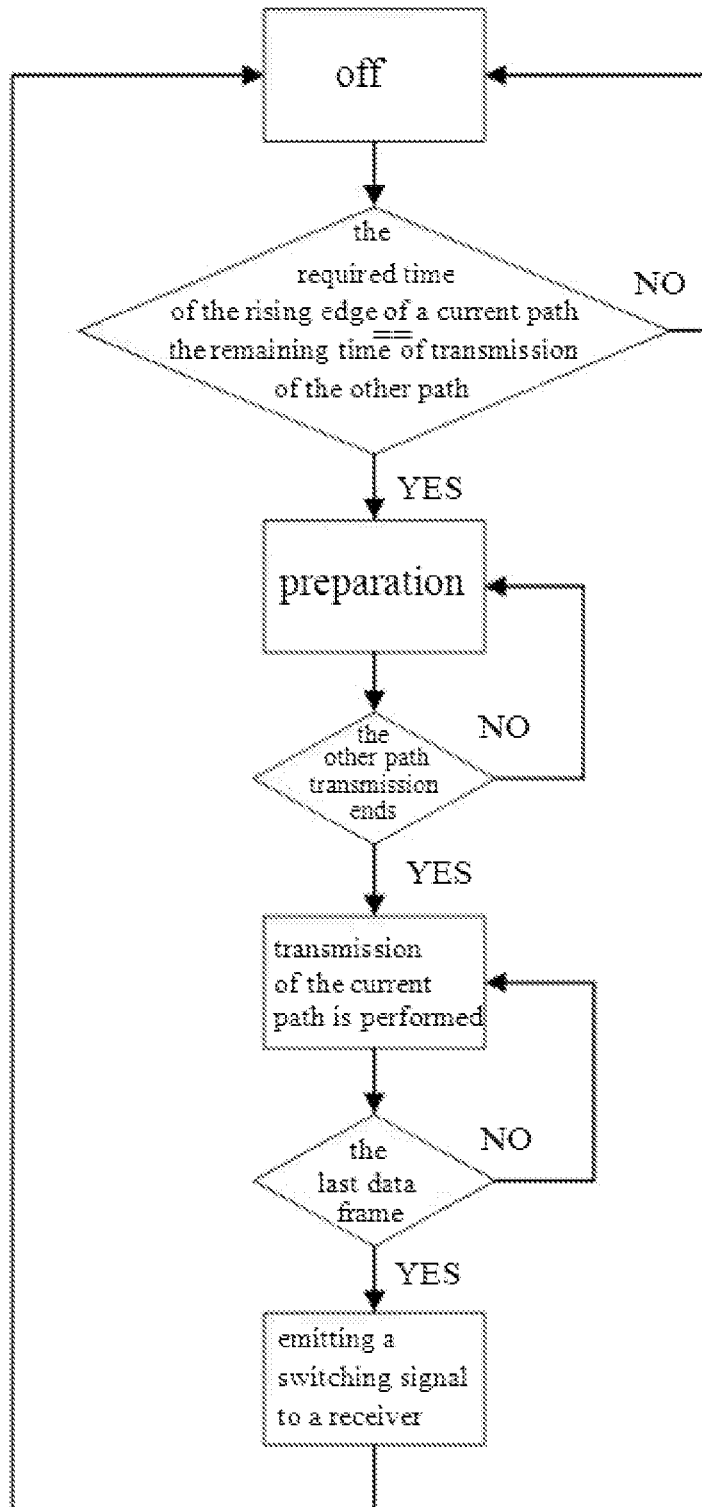 off
the
required time
of the rising edge of a current path
==
the remaining time of transmission
of the other path
NO
YES
preparation
the
other path
transmission
ends
NO
YES
transmission
of the current
path is performed
the
last data
frame
NO
YES
emitting a
switching signal
to a receiver